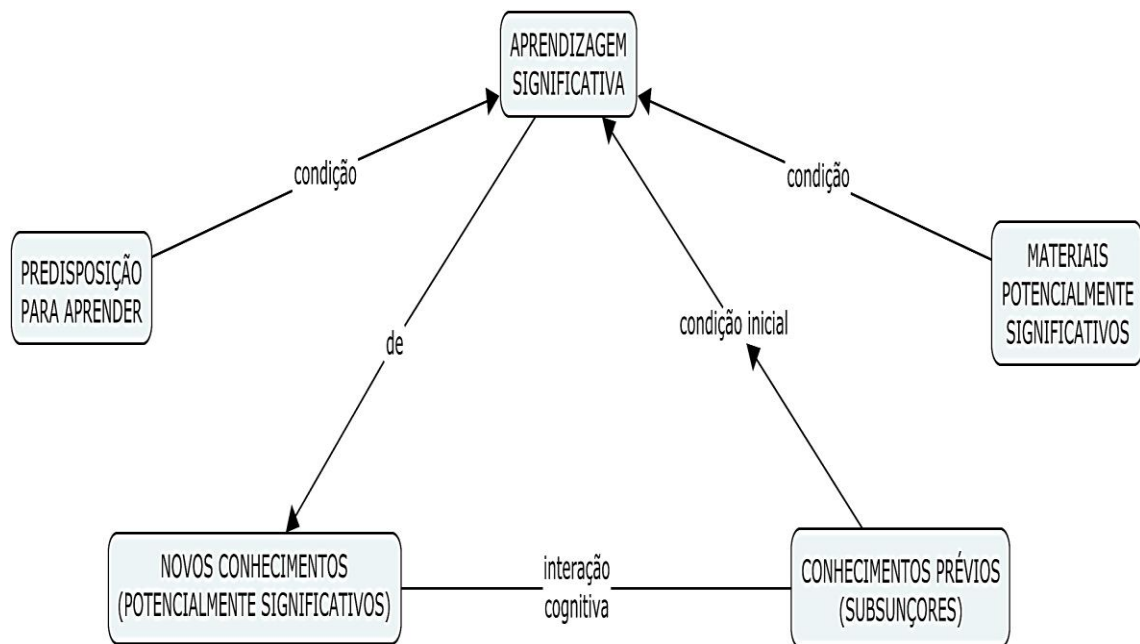 APRENDIZAGEM
SIGNIFICATIVA
condição
condição
PREDISPOSIÇÃO
PARA APRENDER
MATERIAIS
POTENCIALMENTE
SIGNIFICATIVOS
de
condição inicial
NOVOS CONHECIMENTOS
(POTENCIALMENTE SIGNIFICATIVOS)
interação
cognitiva
CONHECIMENTOS PRÉVIOS
(SUBSUNÇORES)